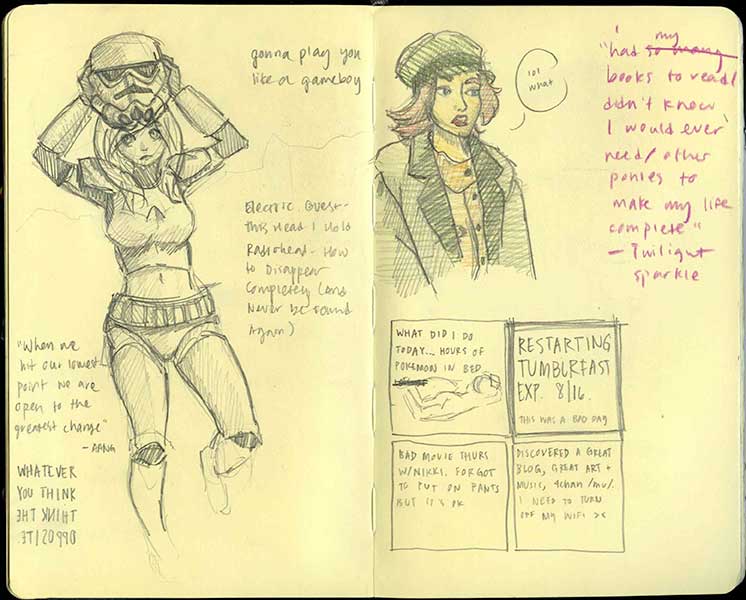 gonna play you
like a gameboy
Electric Guest -
this Head I Hold
Radiohead - How
to Disappear
Completely (and
Never be Found
Again)
"When we
hit our lowest
point we are
open to the
greatest change"
- AANG
WHATEVER
YOU THINK
THINK THE
OPPOSITE.
lol
what
i my
"had so many
books to read/
didn't know
I would ever
need/other
ponies to
make my life
complete"
- Twilight
sparkle
WHAT DID I DO
TODAY... HOURS OF
POKEMON IN BED
RESTARTING
TUMBLRFAST
EXP. 8/16.
THIS WAS A BAD DAY
BAD MOVIE THURS
W/NIKKI. FORGOT
TO PUT ON PANTS
BUT IT'S OK
DISCOVERED A GREAT
BLOG, GREAT ART +
MUSIC, 4chan /mu/.
I NEED TO TURN
OFF MY WIFI ><